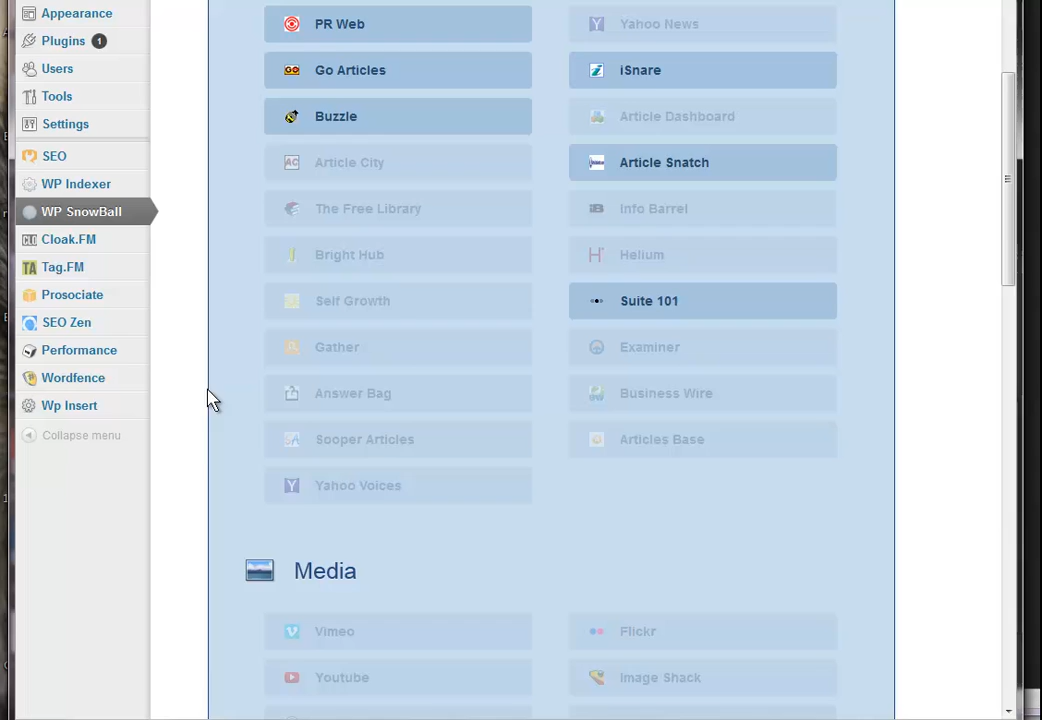 Appearance
Plugins 1
Users
Tools
Settings
SEO
WP Indexer
WP SnowBall
Cloak.FM
Tag.FM
Prosociate
SEO Zen
Performance
Wordfence
Wp Insert
Collapse menu
PR Web
Yahoo News
Go Articles
iSnare
Buzzle
Article Dashboard
AC Article City
Article Snatch
The Free Library
iB Info Barrel
Bright Hub
H Helium
Self Growth
Suite 101
Gather
Examiner
Answer Bag
Business Wire
SA Sooper Articles
Articles Base
Y Yahoo Voices
Media
Vimeo
Flickr
Youtube
Image Shack